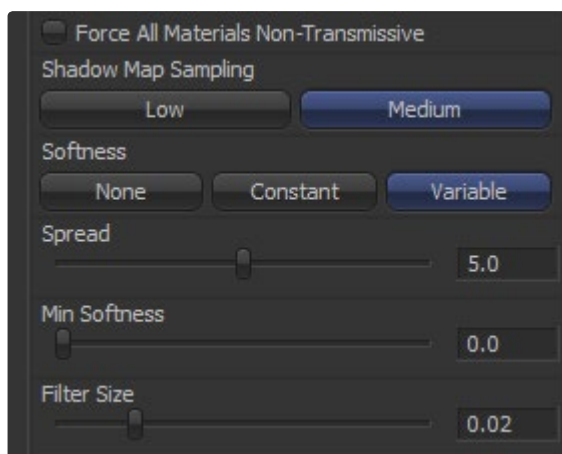 Force All Materials Non-Transmissive
Shadow Map Sampling
Low Medium
Softness
None Constant Variable
Spread
5.0
Min Softness
0.0
Filter Size
0.02